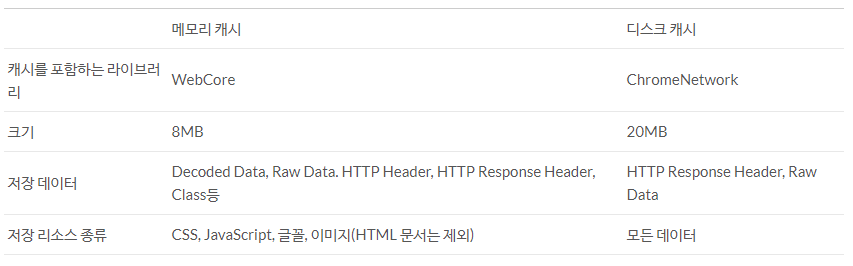 메모리 캐시 디스크 캐시
캐시를 포함하는 라이브러
리 WebCore ChromeNetwork
크기 8MB 20MB
저장 데이터 Decoded Data, Raw Data. HTTP Header, HTTP Response Header, HTTP Response Header, Raw
Class등 Data
저장 리소스 종류 CSS, JavaScript, 글꼴, 이미지(HTML 문서는 제외) 모든 데이터